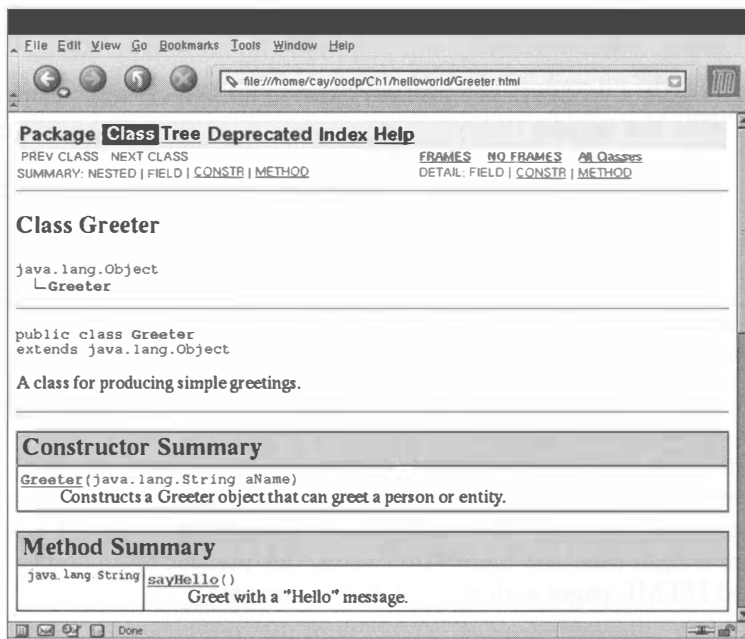 File Edit View Go Bookmarks Tools Window Help
file:///home/cay/oodp/Ch1/helloworld/Greeter.html
Package Class Tree Deprecated Index Help
PREV CLASS NEXT CLASS FRAMES NO FRAMES All Classes
SUMMARY: NESTED | FIELD | CONSTR | METHOD DETAIL: FIELD | CONSTR | METHOD
Class Greeter
java.lang.Object
Greeter
public class Greeter
extends java.lang.Object
A class for producing simple greetings.
Constructor Summary
Greeter(java.lang.String aName)
Constructs a Greeter object that can greet a person or entity.
Method Summary
java.lang.String sayHello()
Greet with a "Hello" message.
Done